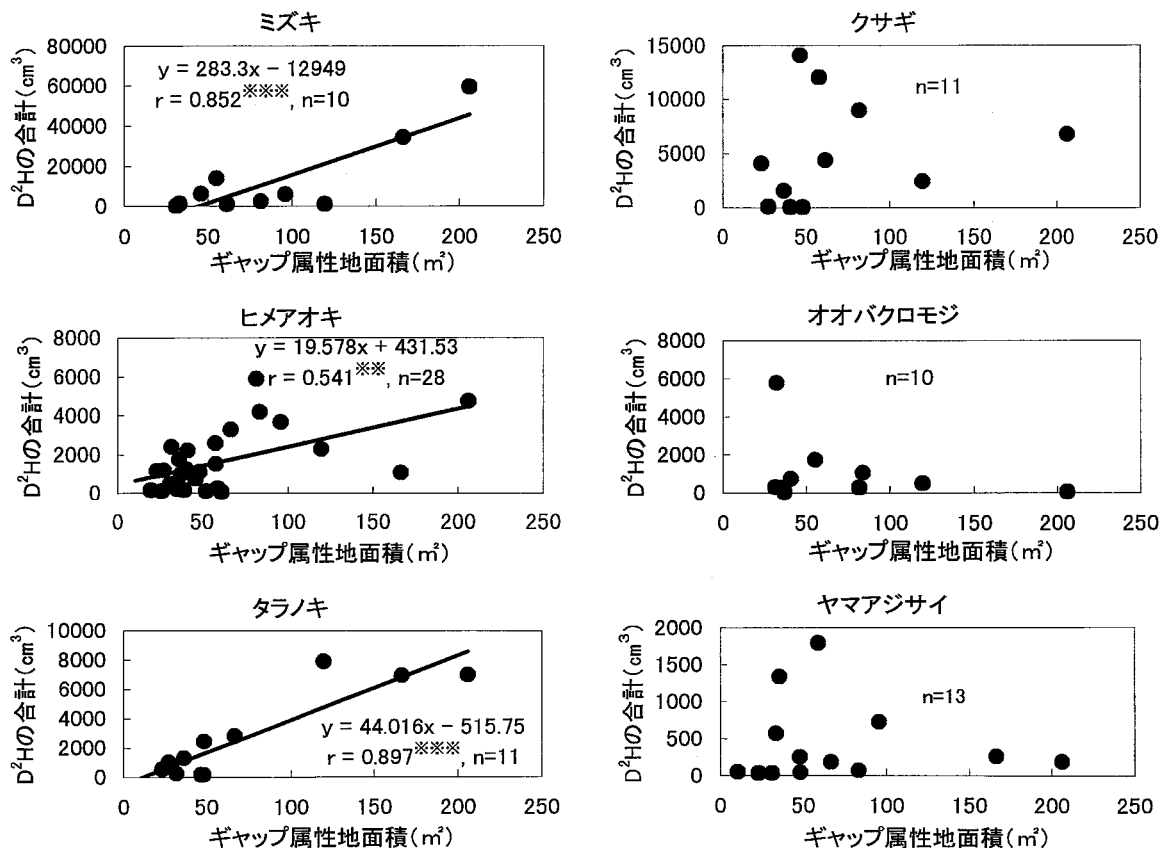 ミズキ
D²Hの合計(cm³)
80000
60000
40000
20000
0
y = 283.3x − 12949
r = 0.852※※※, n=10
0 50 100 150 200 250
ギャップ属性地面積(㎡)
クサギ
D²Hの合計(cm³)
15000
10000
5000
0
n=11
0 50 100 150 200 250
ギャップ属性地面積(㎡)
ヒメアオキ
D²Hの合計(cm³)
8000
6000
4000
2000
0
y = 19.578x + 431.53
r = 0.541※※, n=28
0 50 100 150 200 250
ギャップ属性地面積(㎡)
オオバクロモジ
D²Hの合計(cm³)
8000
6000
4000
2000
0
n=10
0 50 100 150 200 250
ギャップ属性地面積(㎡)
タラノキ
D²Hの合計(cm³)
10000
8000
6000
4000
2000
0
y = 44.016x − 515.75
r = 0.897※※※, n=11
0 50 100 150 200 250
ギャップ属性地面積(㎡)
ヤマアジサイ
D²Hの合計(cm³)
2000
1500
1000
500
0
n=13
0 50 100 150 200 250
ギャップ属性地面積(㎡)